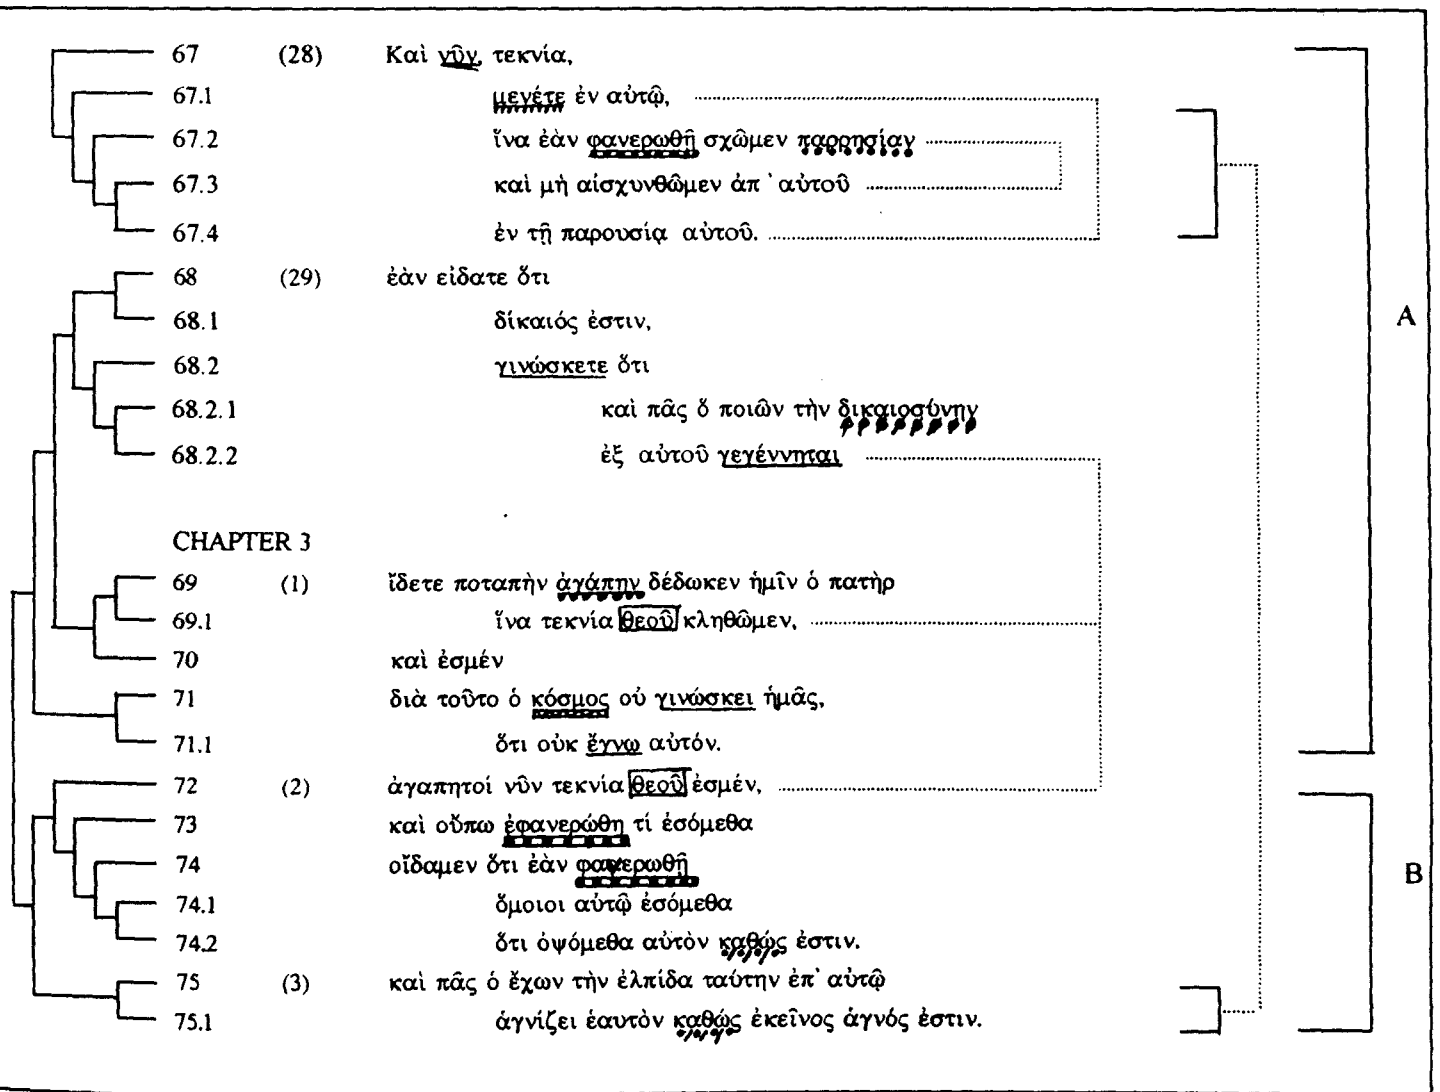 67 (28) Καὶ νῦν, τεκνία,
67.1 μενέτε ἐν αὐτῷ,
67.2 ἵνα ἐὰν φανερωθῇ σχῶμεν παρρησίαν
67.3 καὶ μὴ αἰσχυνθῶμεν ἀπ ᾽ αὐτοῦ
67.4 ἐν τῇ παρουσίᾳ αὐτοῦ.
68 (29) ἐὰν εἰδατε ὅτι
68.1 δίκαιός ἐστιν,
A
68.2 γινώσκετε ὅτι
68.2.1 καὶ πᾶς ὅ ποιῶν τὴν δικαιοσύνην
68.2.2 ἐξ αὐτοῦ γεγέννηται
CHAPTER 3
69 (1) ἴδετε ποταπὴν ἀγάπην δέδωκεν ἡμῖν ὁ πατὴρ
69.1 ἵνα τεκνία θεοῦ κληθῶμεν,
70 καὶ ἐσμέν
71 διὰ τοῦτο ὁ κόσμος οὐ γινώσκει ἡμᾶς,
71.1 ὅτι οὐκ ἔγνω αὐτόν.
72 (2) ἀγαπητοί νῦν τεκνία θεοῦ ἐσμέν,
73 καὶ οὔπω ἐφανερώθη τί ἐσόμεθα
74 οἴδαμεν ὅτι ἐὰν φανερωθῇ
B
74.1 ὅμοιοι αὐτῷ ἐσόμεθα
74.2 ὅτι ὀψόμεθα αὐτὸν καθώς ἐστιν.
75 (3) καὶ πᾶς ὁ ἔχων τὴν ἐλπίδα ταύτην ἐπ᾽ αὐτῷ
75.1 ἁγνίζει ἑαυτὸν καθὼς ἐκεῖνος ἁγνός ἐστιν.